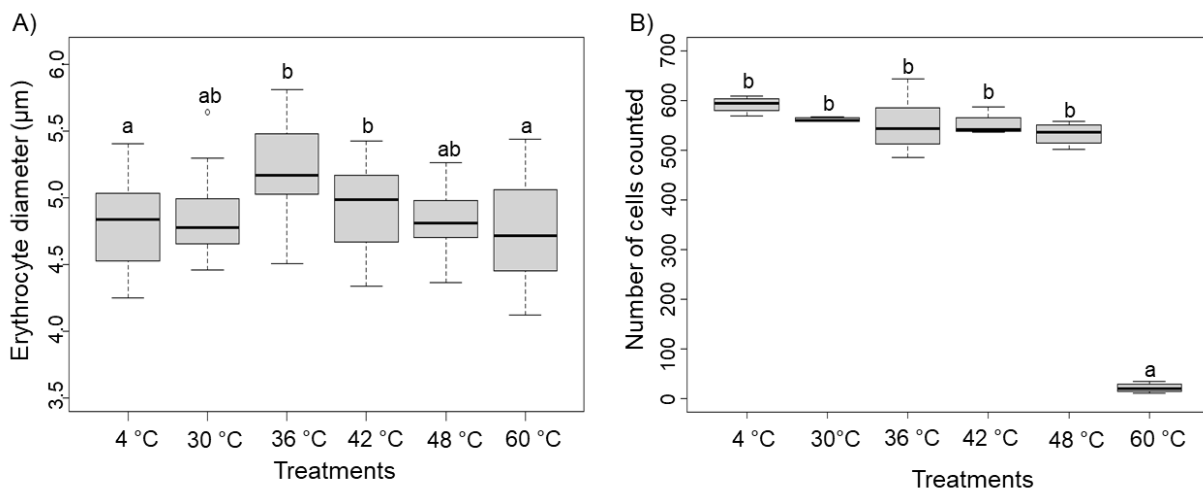 A)
Erythrocyte diameter (µm)
6.0
5.5
5.0
4.5
4.0
3.5
a
ab
b
b
ab
a
4 °C 30 °C 36 °C 42 °C 48 °C 60 °C
Treatments
B)
Number of cells counted
700
600
500
400
300
200
100
0
b
b
b
b
b
a
4 °C 30°C 36 °C 42 °C 48 °C 60 °C
Treatments